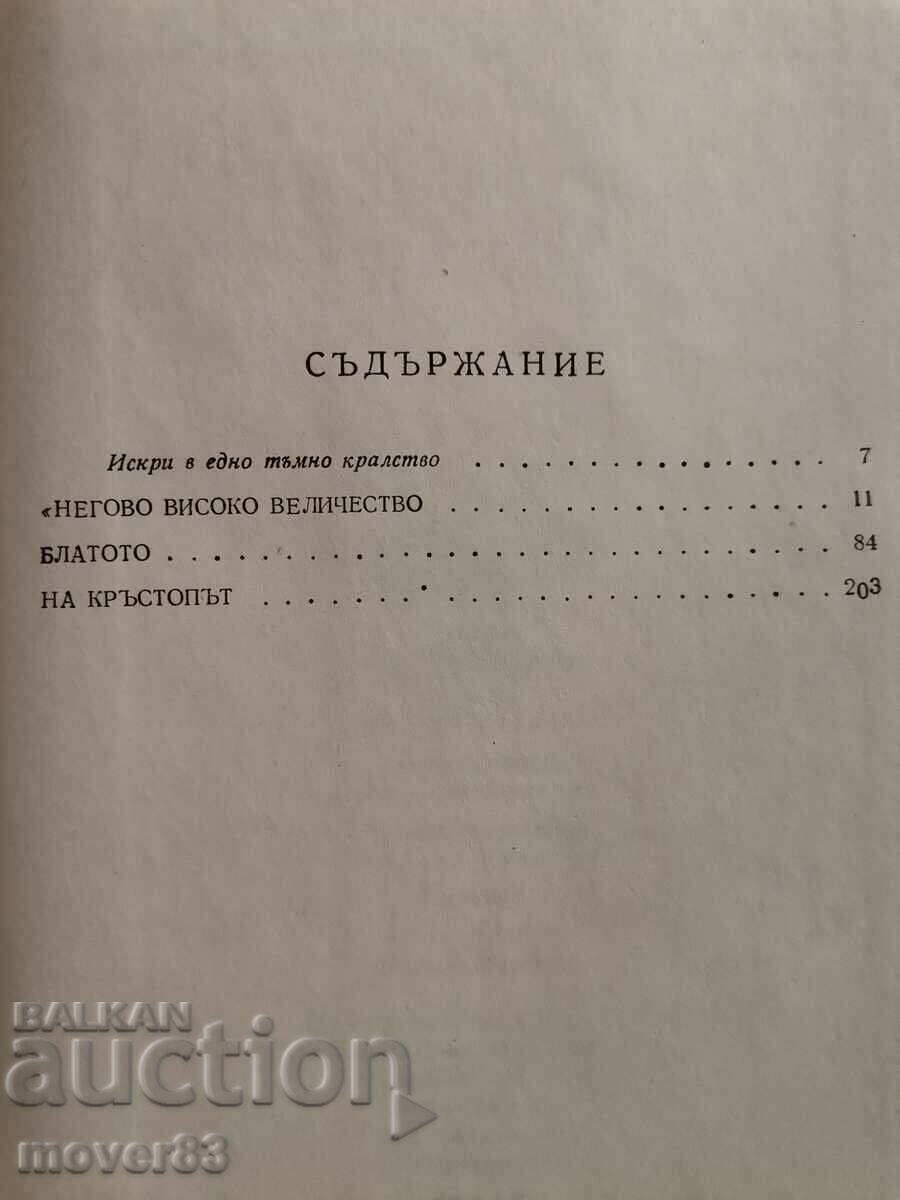 СЪДЪРЖАНИЕ
Искри в едно тъмно кралство . . . . . . . . . . . . . . . . 7
«НЕГОВО ВИСОКО ВЕЛИЧЕСТВО . . . . . . . . . . . . . . . . . 11
БЛАТОТО . . . . . . . . . . . . . . . . . . . . . . . . . . . . . . 84
НА КРЪСТОПЪТ . . . . . . . . . . . . . . . . . . . . . . . . . 203
BALKAN
auction
mover83